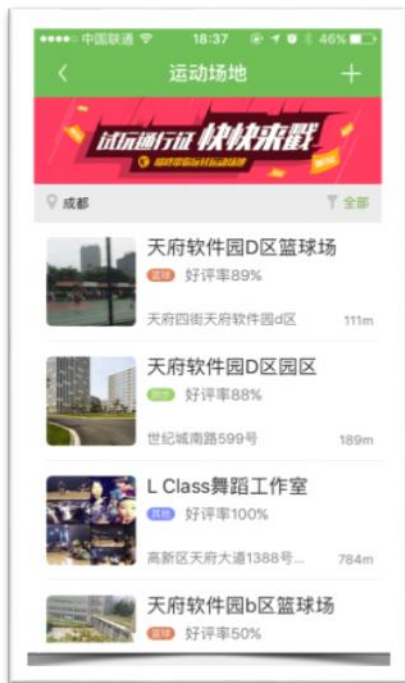 中国联通 18:37 46%
运动场地
试玩通行证 快快来戳
成都 全部
天府软件园D区篮球场
篮球 好评率89%
天府四街天府软件园d区 111m
天府软件园D区园区
跑步 好评率88%
世纪城南路599号 189m
L Class舞蹈工作室
其他 好评率100%
高新区天府大道1388号... 784m
天府软件园b区篮球场
篮球 好评率50%